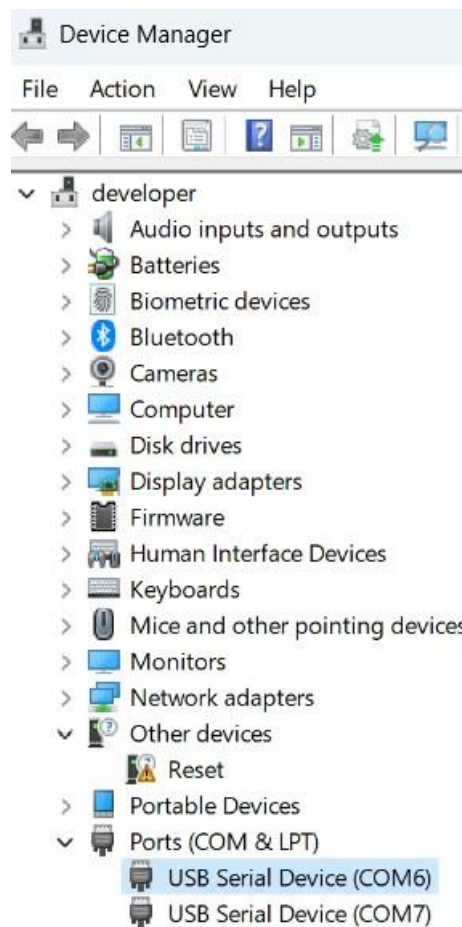 Device Manager
File Action View Help
developer
Audio inputs and outputs
Batteries
Biometric devices
Bluetooth
Cameras
Computer
Disk drives
Display adapters
Firmware
Human Interface Devices
Keyboards
Mice and other pointing devices
Monitors
Network adapters
Other devices
Reset
Portable Devices
Ports (COM & LPT)
USB Serial Device (COM6)
USB Serial Device (COM7)